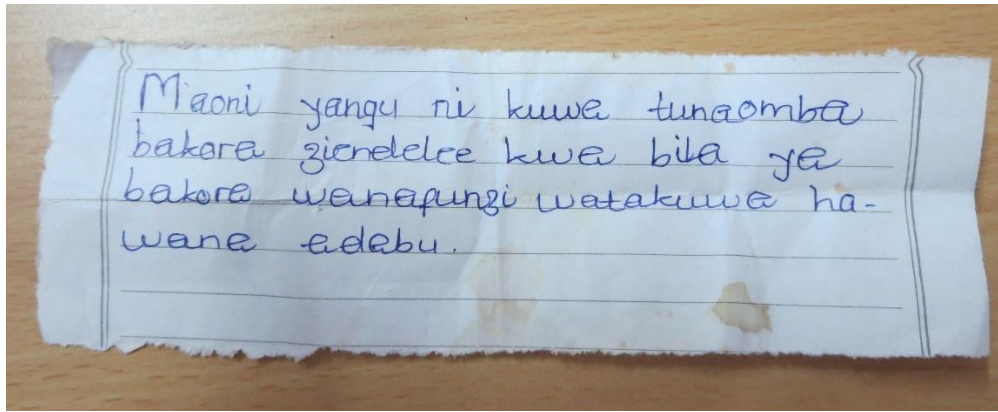 Maoni yangu ni kuwa tunaomba
bakora ziendelee kwa bila ya
bakora wanafunzi watakuwa ha-
wana adabu.